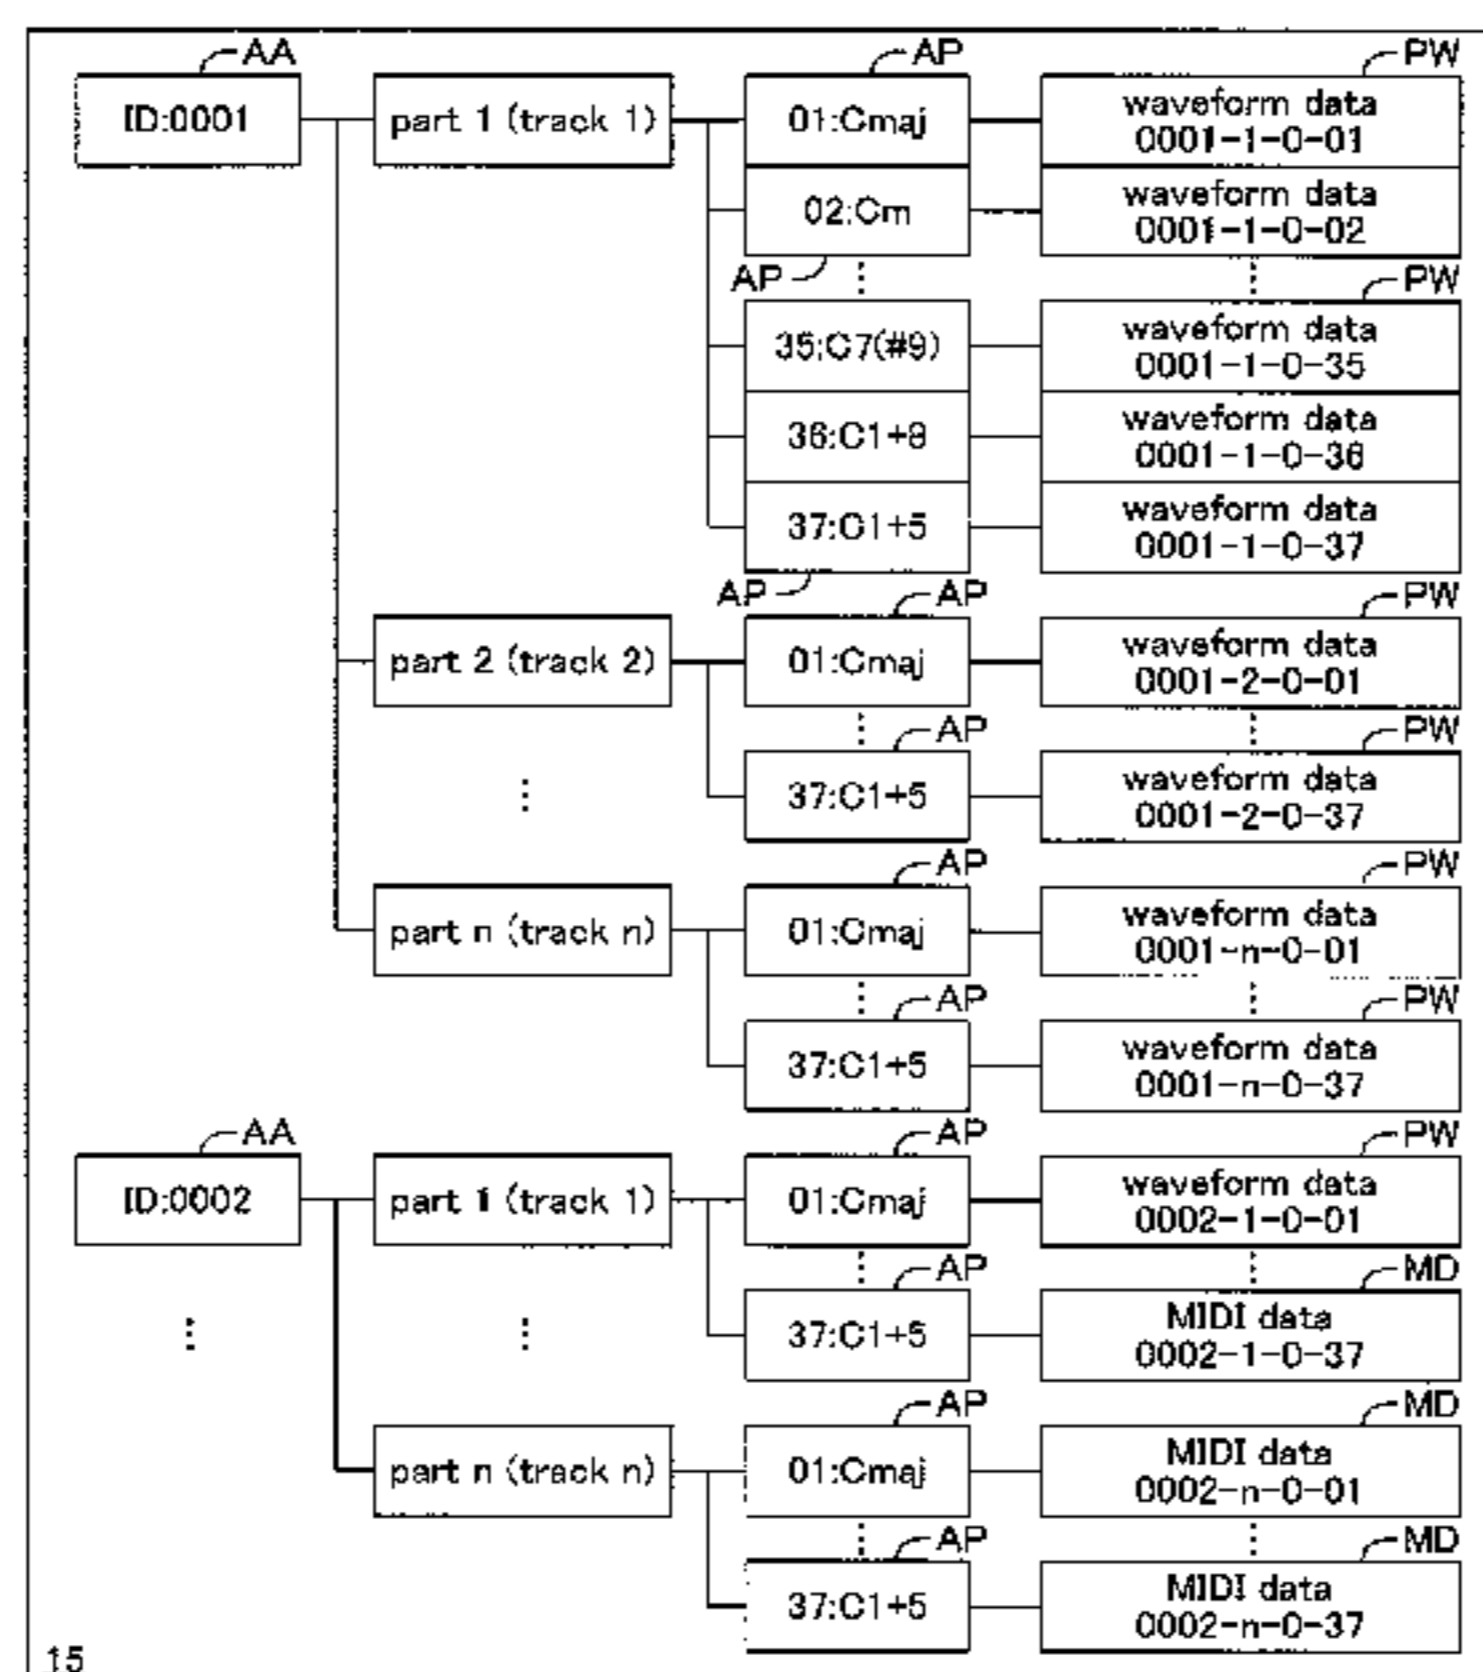 AA AP PW
ID:0001 part 1 (track 1) 01:Cmaj waveform data
0001-1-0-01
02:Cm waveform data
0001-1-0-02
AP PW
35:C7(#9) waveform data
0001-1-0-35
36:C1+8 waveform data
0001-1-0-36
37:C1+5 waveform data
0001-1-0-37
AP AP PW
part 2 (track 2) 01:Cmaj waveform data
0001-2-0-01
AP PW
37:C1+5 waveform data
0001-2-0-37
AP PW
part n (track n) 01:Cmaj waveform data
0001-n-0-01
AP PW
37:C1+5 waveform data
0001-n-0-37
AA AP PW
ID:0002 part 1 (track 1) 01:Cmaj waveform data
0002-1-0-01
AP MD
37:C1+5 MIDI data
0002-1-0-37
AP MD
part n (track n) 01:Cmaj MIDI data
0002-n-0-01
AP MD
37:C1+5 MIDI data
0002-n-0-37
15